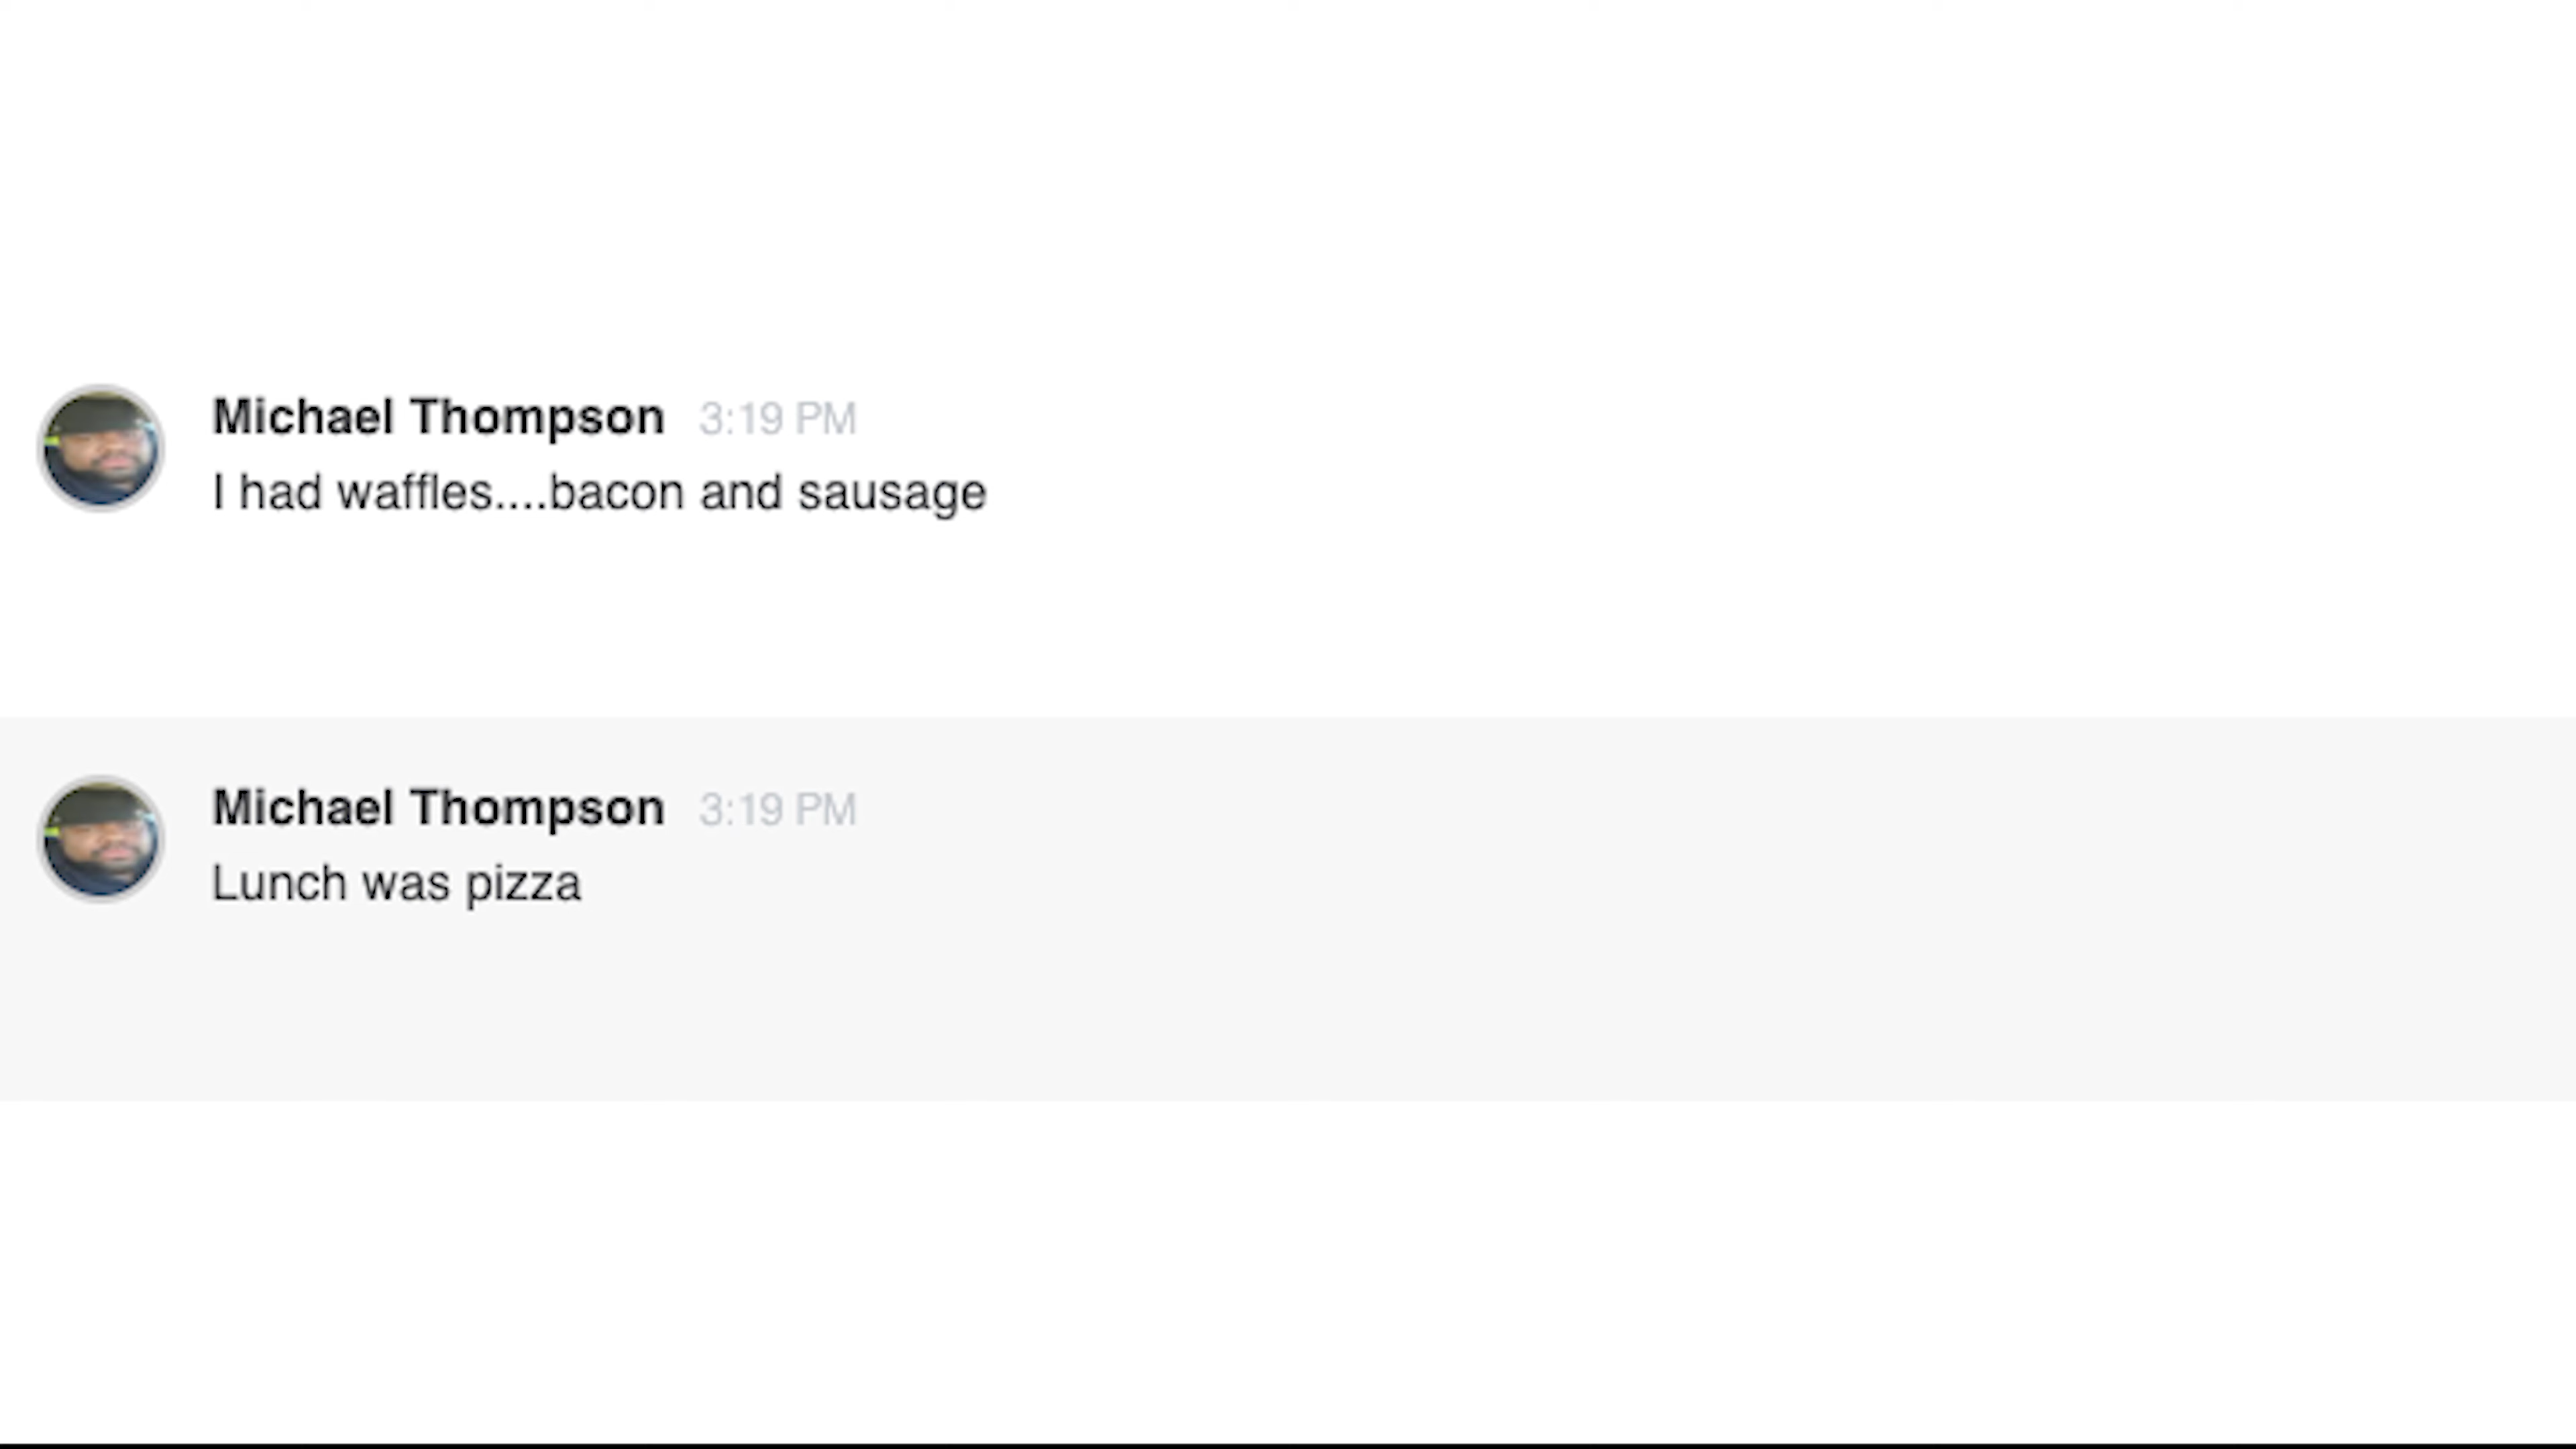 Michael Thompson 3:19 PM
I had waffles....bacon and sausage
Michael Thompson 3:19 PM
Lunch was pizza